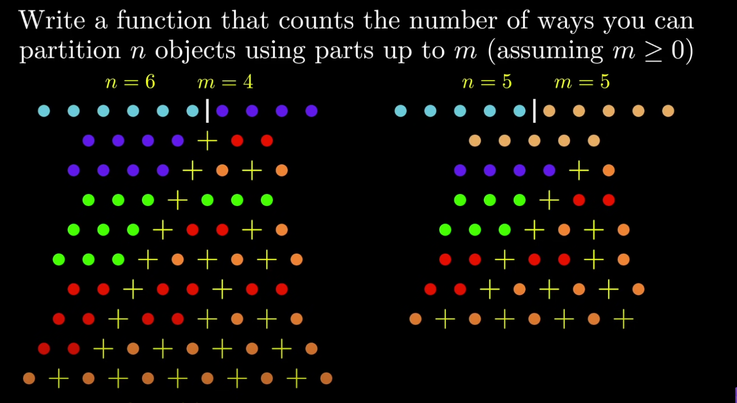 Write a function that counts the number of ways you can
partition n objects using parts up to m (assuming m ≥ 0)
n = 6 m = 4 n = 5 m = 5